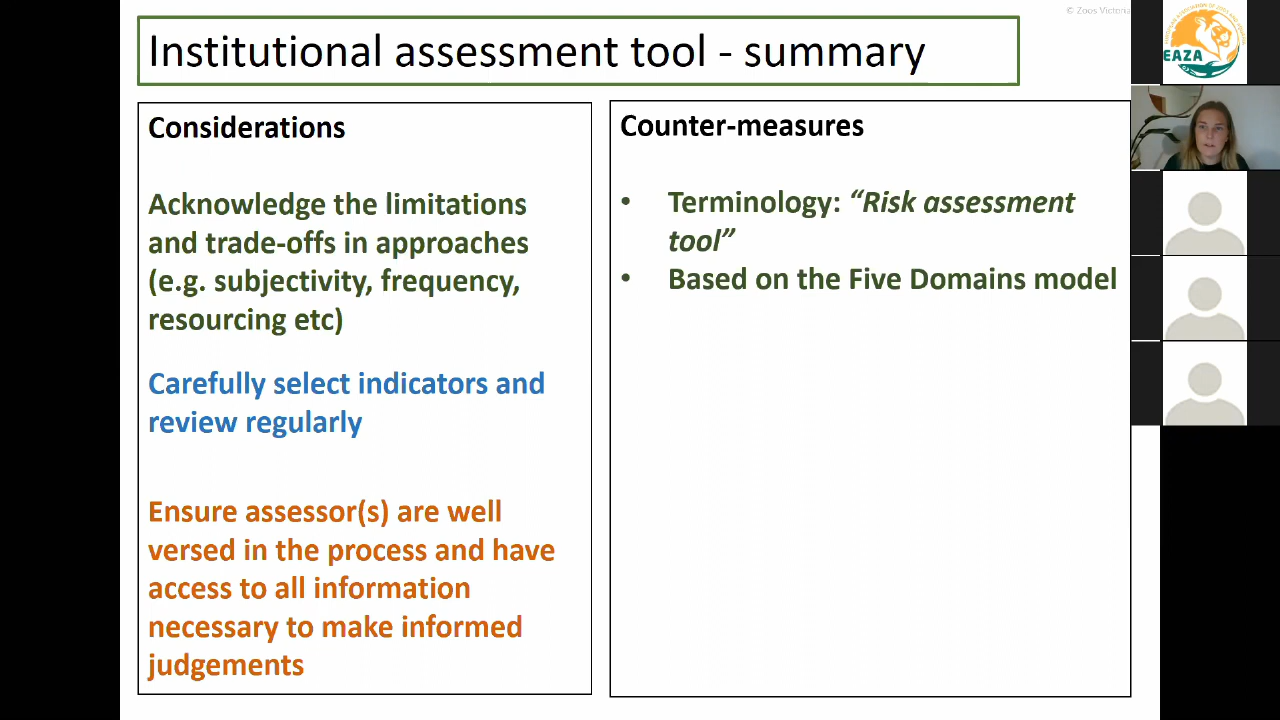 © Zoos Victoria
Institutional assessment tool - summary
Considerations
Acknowledge the limitations
and trade-offs in approaches
(e.g. subjectivity, frequency,
resourcing etc)
Carefully select indicators and
review regularly
Ensure assessor(s) are well
versed in the process and have
access to all information
necessary to make informed
judgements
Counter-measures
• Terminology: “Risk assessment
tool”
• Based on the Five Domains model
EAZA